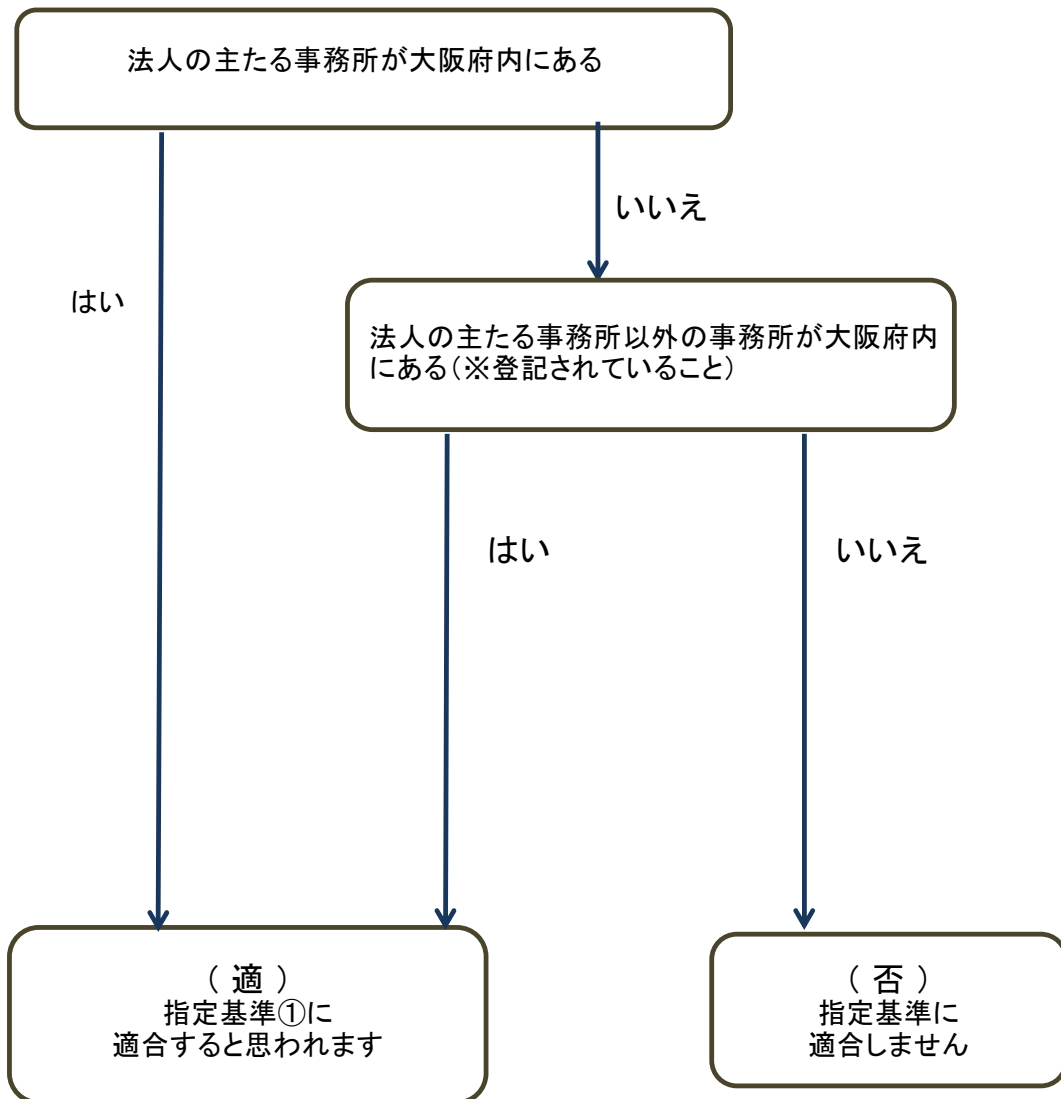 法人の主たる事務所が大阪府内にある
いいえ
はい
法人の主たる事務所以外の事務所が大阪府内
にある(※登記されていること)
はい
いいえ
( 適 )
指定基準①に
適合すると思われます
( 否 )
指定基準に
適合しません